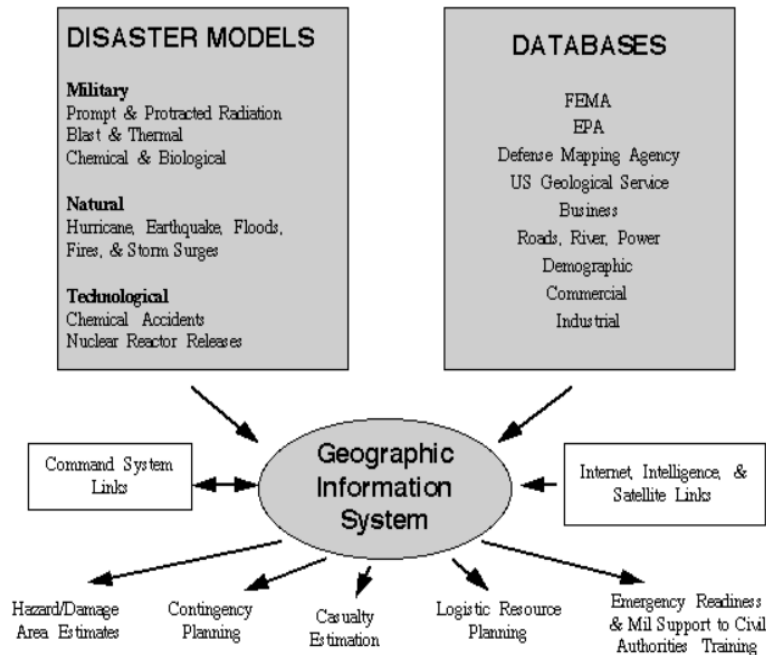 DISASTER MODELS
Military
Prompt & Protracted Radiation
Blast & Thermal
Chemical & Biological
Natural
Hurricane, Earthquake, Floods,
Fires, & Storm Surges
Technological
Chemical Accidents
Nuclear Reactor Releases
DATABASES
FEMA
EPA
Defense Mapping Agency
US Geological Service
Business
Roads, River, Power
Demographic
Commercial
Industrial
Command System
Links
Geographic
Information
System
Internet, Intelligence, &
Satellite Links
Hazard/Damage
Area Estimates
Contingency
Planning
Casualty
Estimation
Logistic Resource
Planning
Emergency Readiness
& Mil Support to Civil
Authorities Training